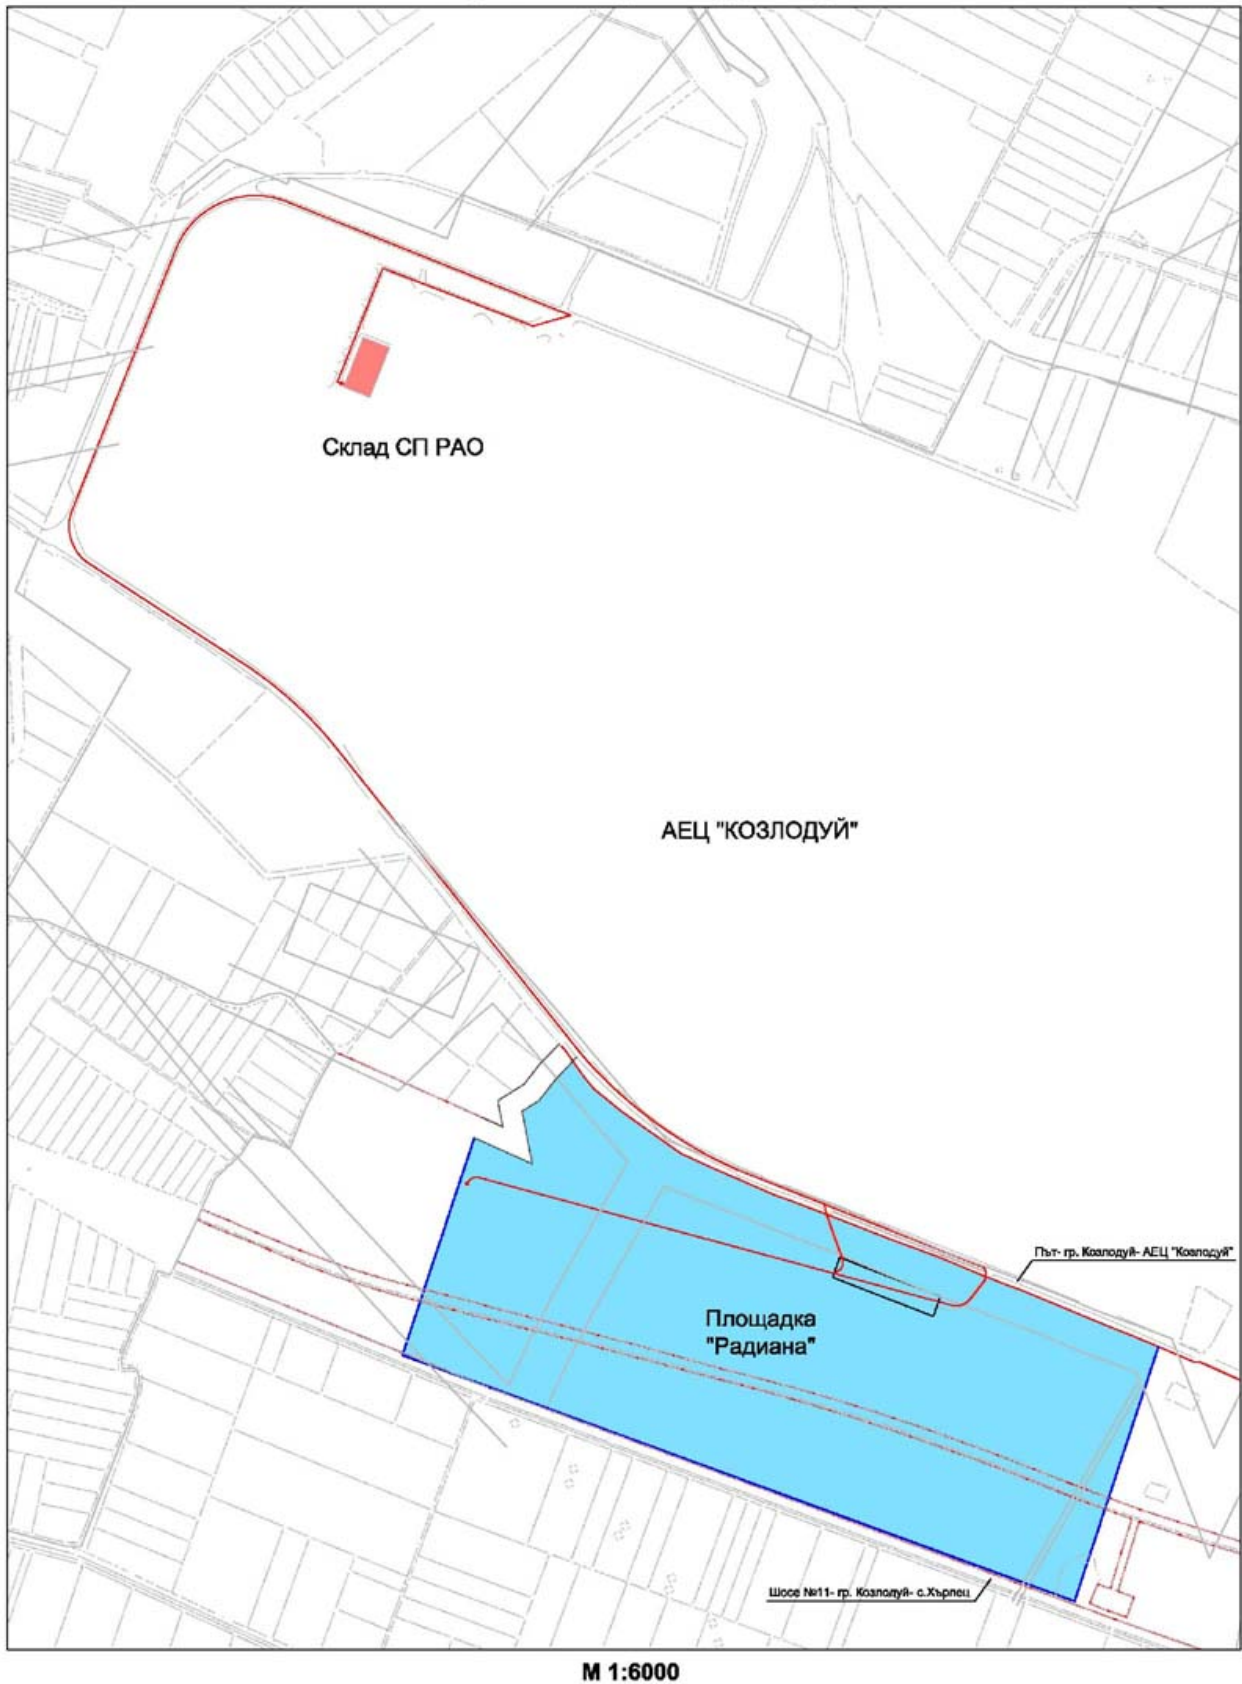 Склад СП РАО
АЕЦ "КОЗЛОДУЙ"
Път- гр. Козлодуй- АЕЦ "Козлодуй"
Площадка
"Радиана"
Шосе №11- гр. Козлодуй- с.Хърлец
М 1:6000